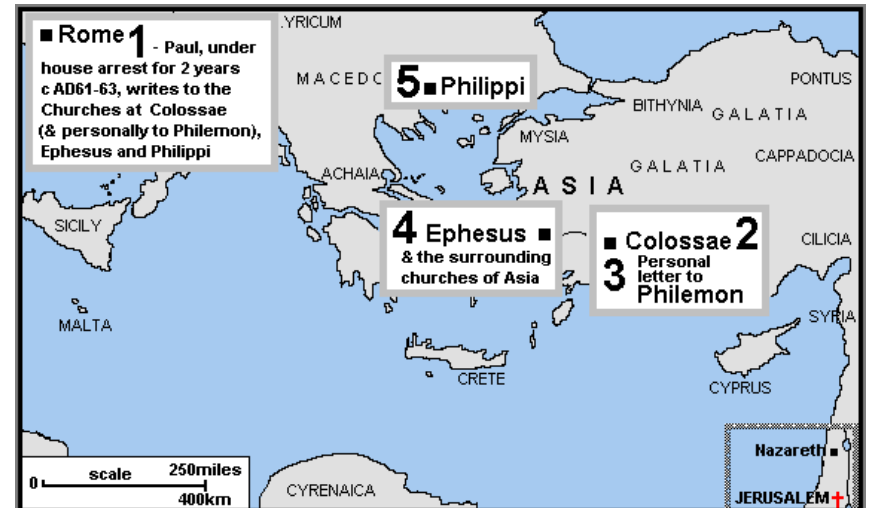 ■ Rome 1 - Paul, under
house arrest for 2 years
c AD61-63, writes to the
Churches at Colossae
(& personally to Philemon),
Ephesus and Philippi
.YRICUM
MACEDC
5 ■ Philippi
PONTUS
BITHYNIA
GALATIA
MYSIA
CAPPADOCIA
GALATIA
ACHAIA
ASIA
SICILY
4 Ephesus ■
& the surrounding
churches of Asia
■ Colossae 2
3 Personal
letter to
Philemon
CILICIA
MALTA
SYRIA
CRETE
CYPRUS
Nazareth ■
JERUSALEM
CYRENAICA
0 scale 250miles
400km